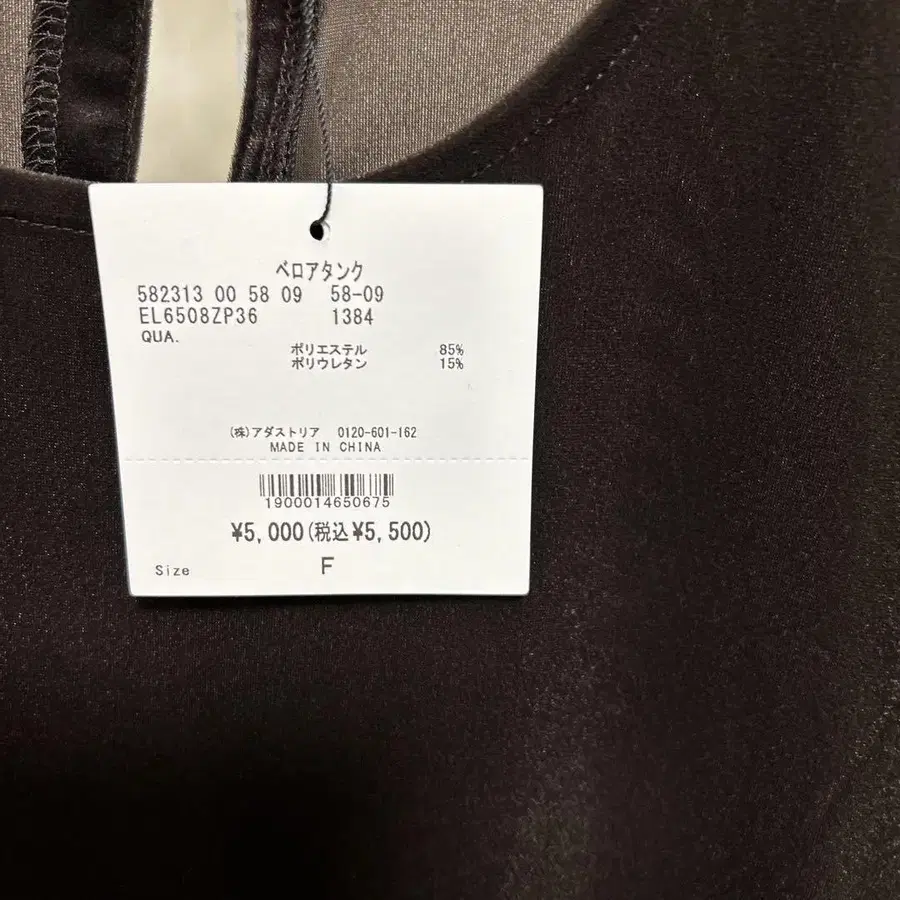 ベロアタンク
582313 00 58 09 58-09
EL6508ZP36 1384
QUA.
ポリエステル 85%
ポリウレタン 15%
(株)アダストリア 0120-601-162
MADE IN CHINA
1900014650675
¥5,000(税込¥5,500)
Size F